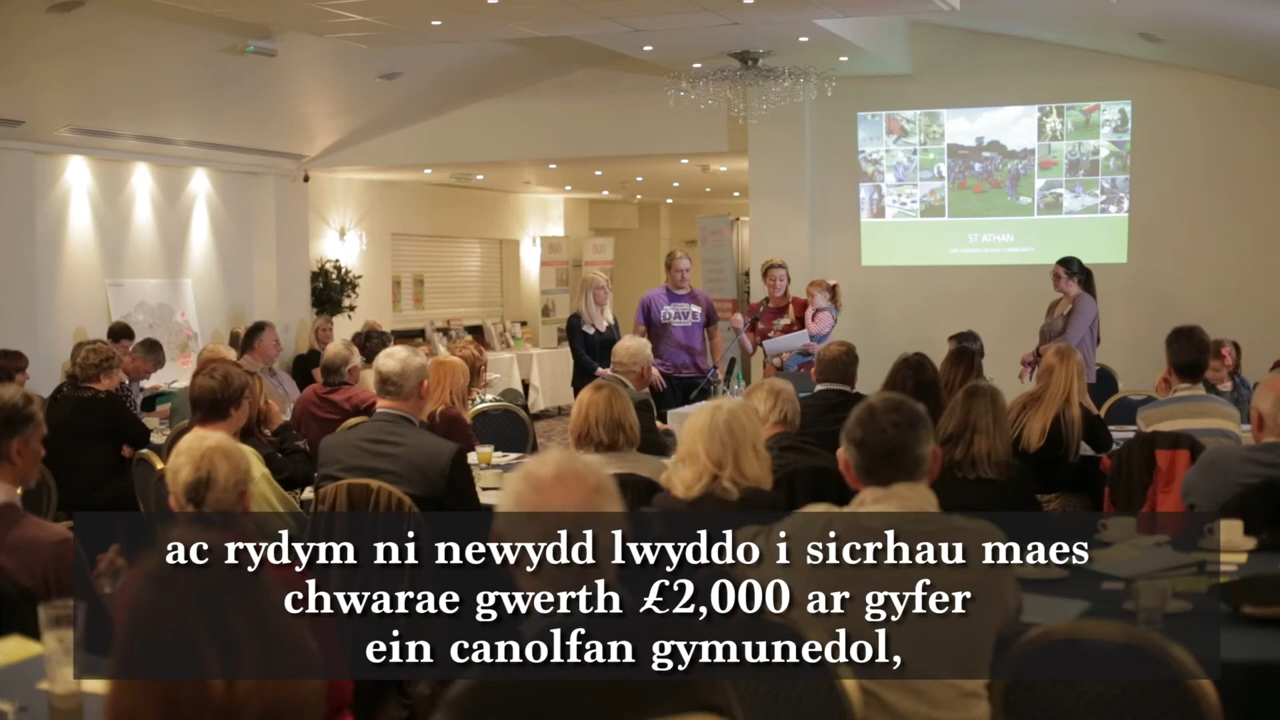 ST ATHAN
DAVE
ac rydym ni newydd lwyddo i sicrhau maes
chwarae gwerth £2,000 ar gyfer
ein canolfan gymunedol,